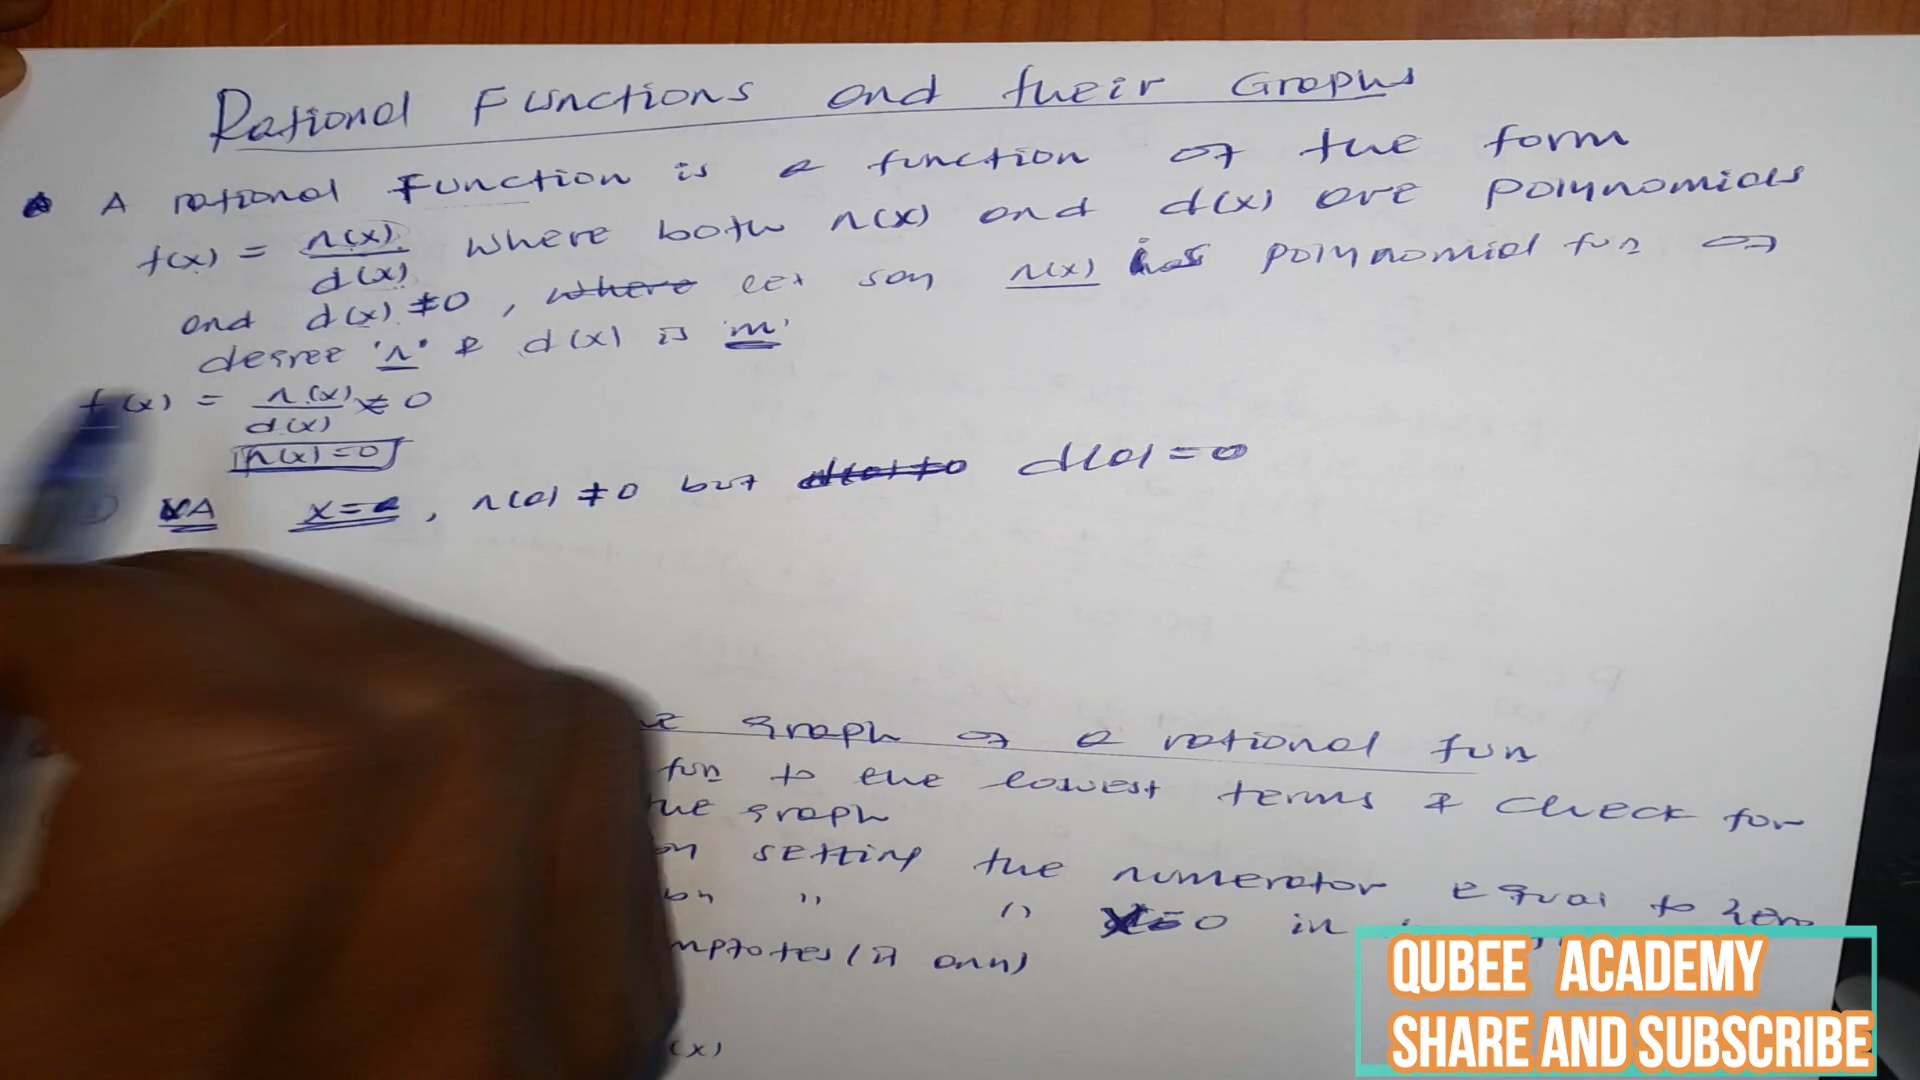 Rational Functions and their Graphs
A rational Function is a function of the form
f(x) = n(x)/d(x) where both n(x) and d(x) are polynomials
and d(x) ≠ 0, where let say n(x) has polynomial fun of
degree 'n' & d(x) is 'm'
f(x) = n(x)/d(x) = 0
n(x) = 0
VA x = a, n(a) ≠ 0 but d(a) ≠ 0 d(a) = 0
graph of a rational fun
fun to the lowest terms & check for
the graph
setting the numerator equal to zero
by " " x=0 in
mptotes (if any)
(x)
QUBEE ACADEMY
SHARE AND SUBSCRIBE